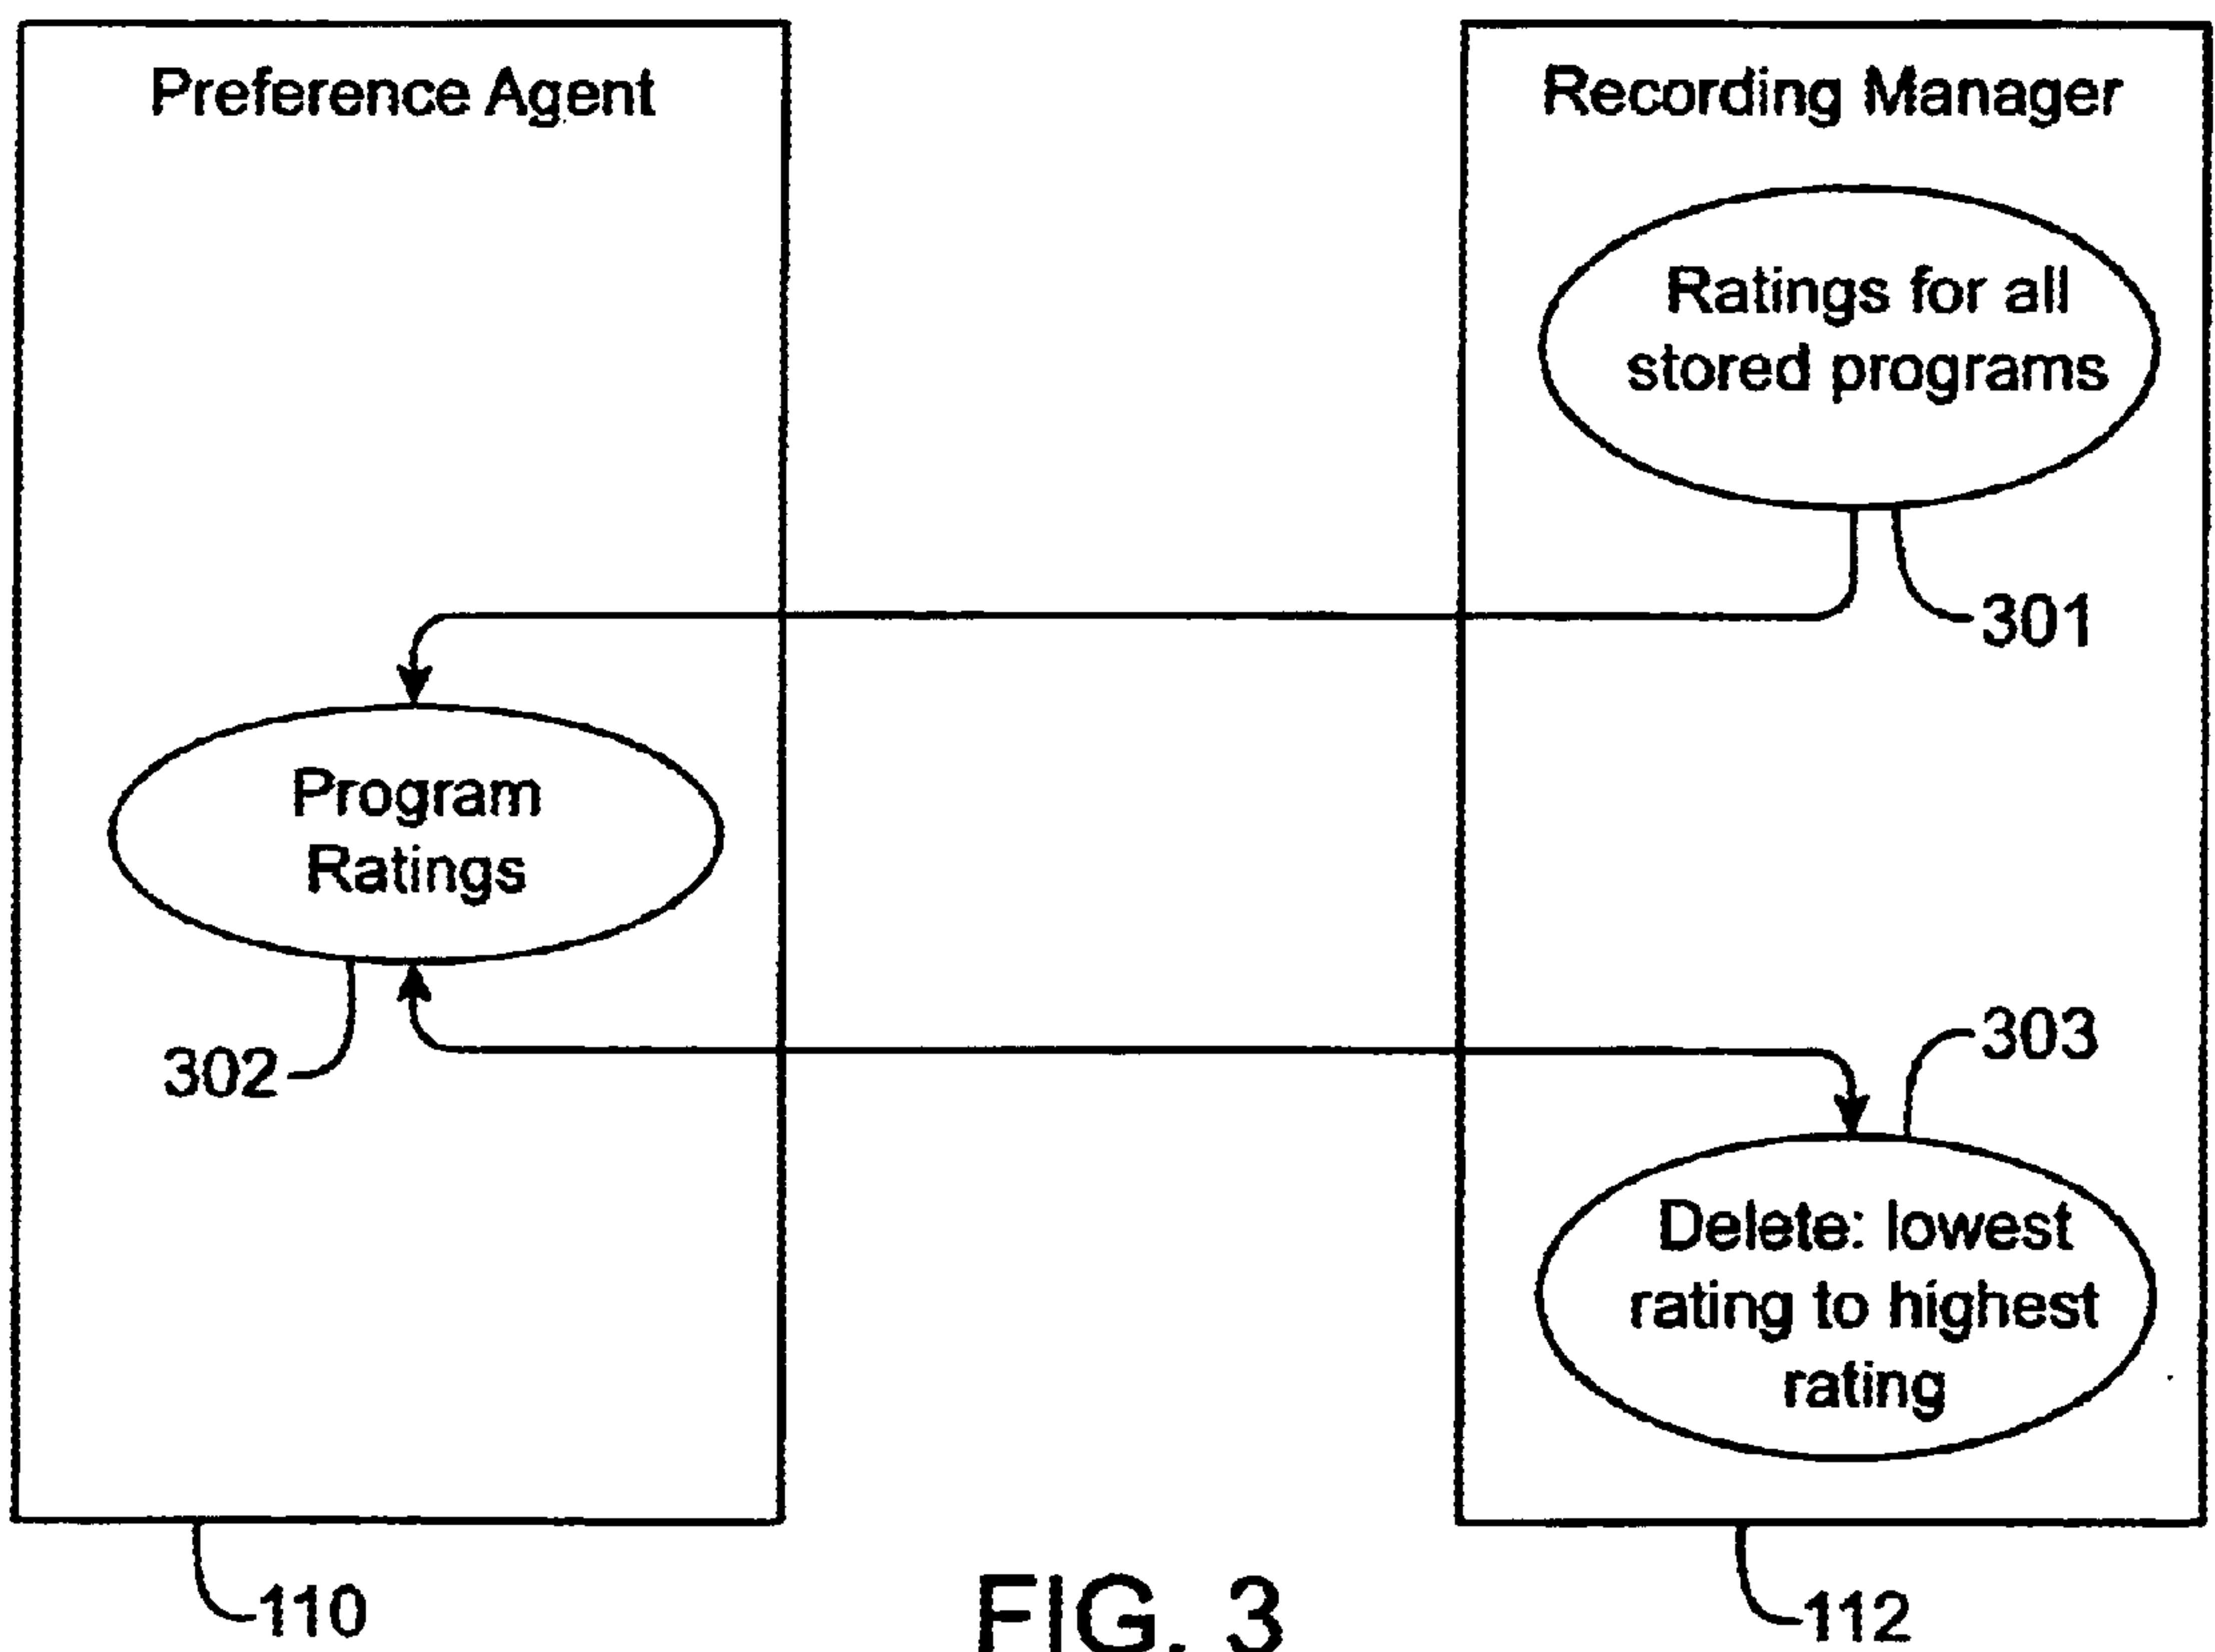 Preference Agent
Recording Manager
Ratings for all
stored programs
301
Program
Ratings
302
303
Delete: lowest
rating to highest
rating
110
112
FIG. 3